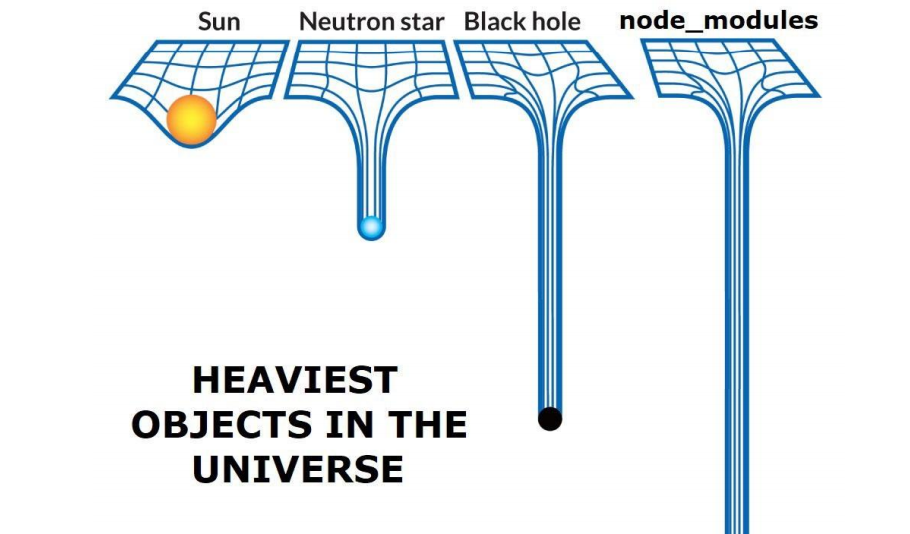 Sun Neutron star Black hole node_modules
HEAVIEST
OBJECTS IN THE
UNIVERSE